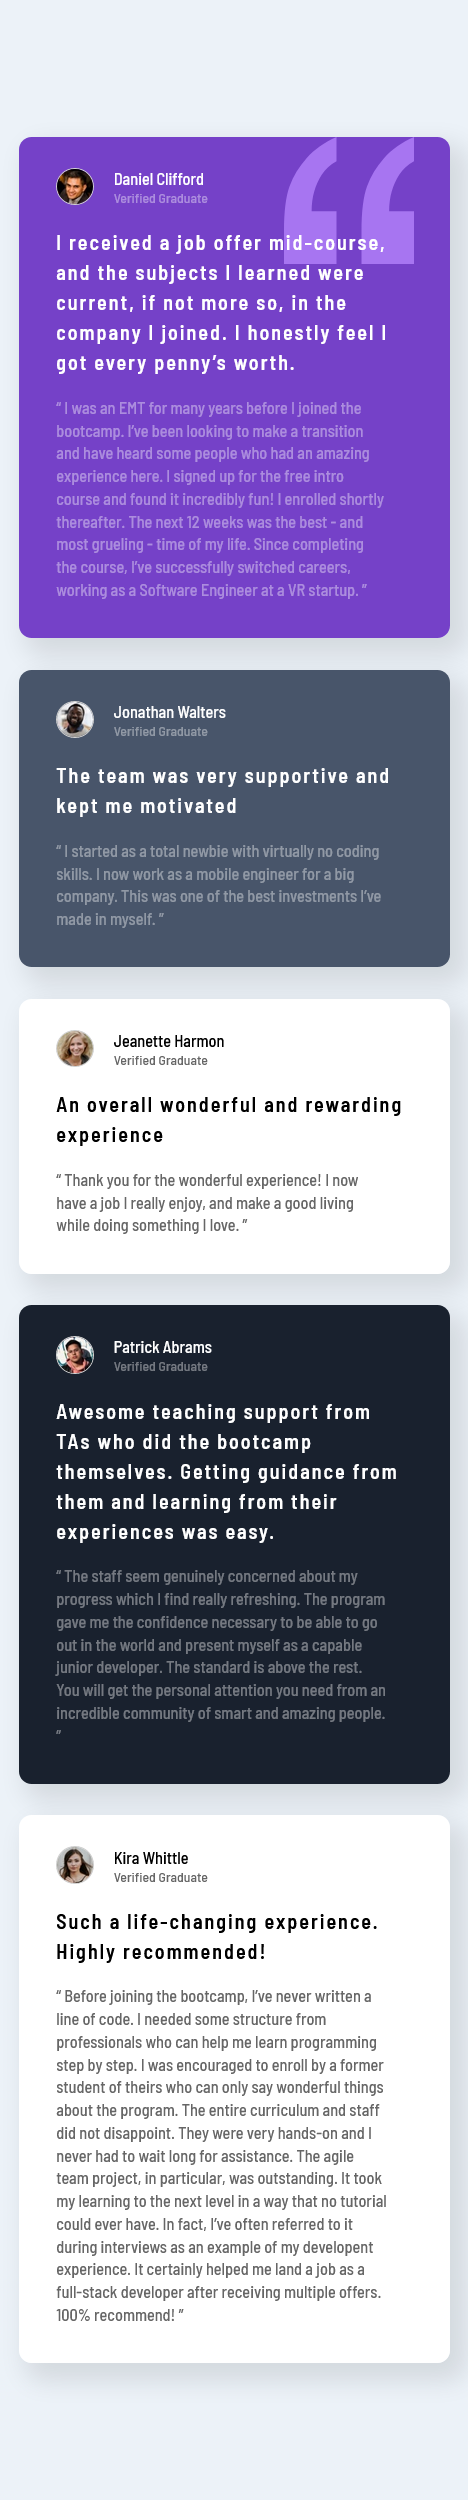 Daniel Clifford
Verified Graduate
I received a job offer mid-course,
and the subjects I learned were
current, if not more so, in the
company I joined. I honestly feel I
got every penny’s worth.
“ I was an EMT for many years before I joined the
bootcamp. I’ve been looking to make a transition
and have heard some people who had an amazing
experience here. I signed up for the free intro
course and found it incredibly fun! I enrolled shortly
thereafter. The next 12 weeks was the best - and
most grueling - time of my life. Since completing
the course, I’ve successfully switched careers,
working as a Software Engineer at a VR startup. ”
Jonathan Walters
Verified Graduate
The team was very supportive and
kept me motivated
“ I started as a total newbie with virtually no coding
skills. I now work as a mobile engineer for a big
company. This was one of the best investments I’ve
made in myself. ”
Jeanette Harmon
Verified Graduate
An overall wonderful and rewarding
experience
“ Thank you for the wonderful experience! I now
have a job I really enjoy, and make a good living
while doing something I love. ”
Patrick Abrams
Verified Graduate
Awesome teaching support from
TAs who did the bootcamp
themselves. Getting guidance from
them and learning from their
experiences was easy.
“ The staff seem genuinely concerned about my
progress which I find really refreshing. The program
gave me the confidence necessary to be able to go
out in the world and present myself as a capable
junior developer. The standard is above the rest.
You will get the personal attention you need from an
incredible community of smart and amazing people.
”
Kira Whittle
Verified Graduate
Such a life-changing experience.
Highly recommended!
“ Before joining the bootcamp, I’ve never written a
line of code. I needed some structure from
professionals who can help me learn programming
step by step. I was encouraged to enroll by a former
student of theirs who can only say wonderful things
about the program. The entire curriculum and staff
did not disappoint. They were very hands-on and I
never had to wait long for assistance. The agile
team project, in particular, was outstanding. It took
my learning to the next level in a way that no tutorial
could ever have. In fact, I’ve often referred to it
during interviews as an example of my developent
experience. It certainly helped me land a job as a
full-stack developer after receiving multiple offers.
100% recommend! ”